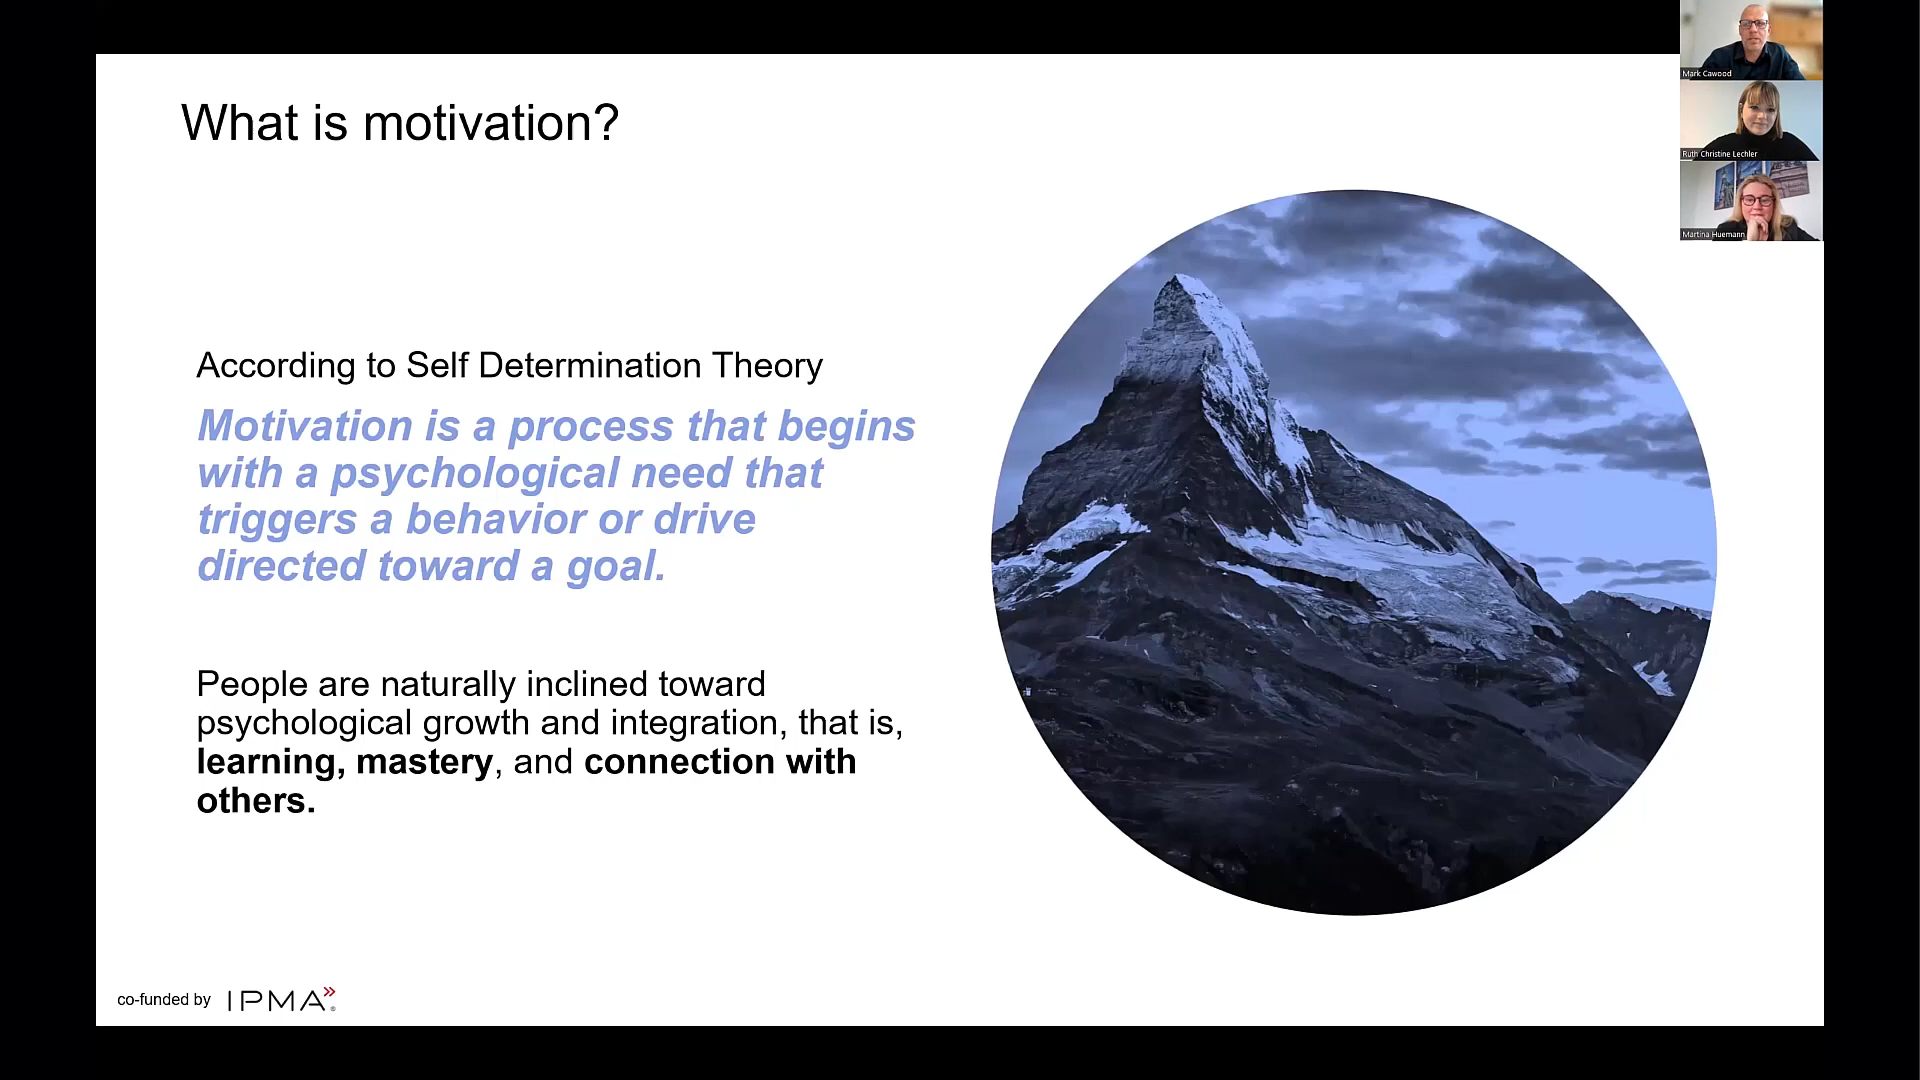 What is motivation?
According to Self Determination Theory
Motivation is a process that begins
with a psychological need that
triggers a behavior or drive
directed toward a goal.
People are naturally inclined toward
psychological growth and integration, that is,
learning, mastery, and connection with
others.
co-funded by IPMA
Mark Cawood
Ruth Christine Lechler
Martina Huemann